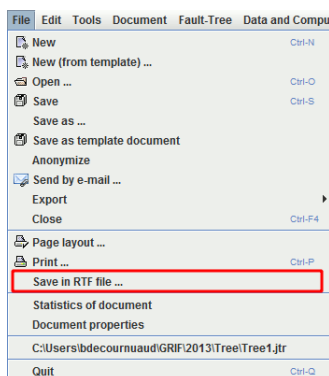 File Edit Tools Document Fault-Tree Data and Compu
New Ctrl-N
New (from template) ...
Open ... Ctrl-O
Save Ctrl-S
Save as ...
Save as template document
Anonymize
Send by e-mail ...
Export
Close Ctrl-F4
Page layout ...
Print ... Ctrl-P
Save in RTF file ...
Statistics of document
Document properties
C:\Users\bdecournuaud\GRIF\2013\Tree\Tree1.jtr
Quit Ctrl-Q